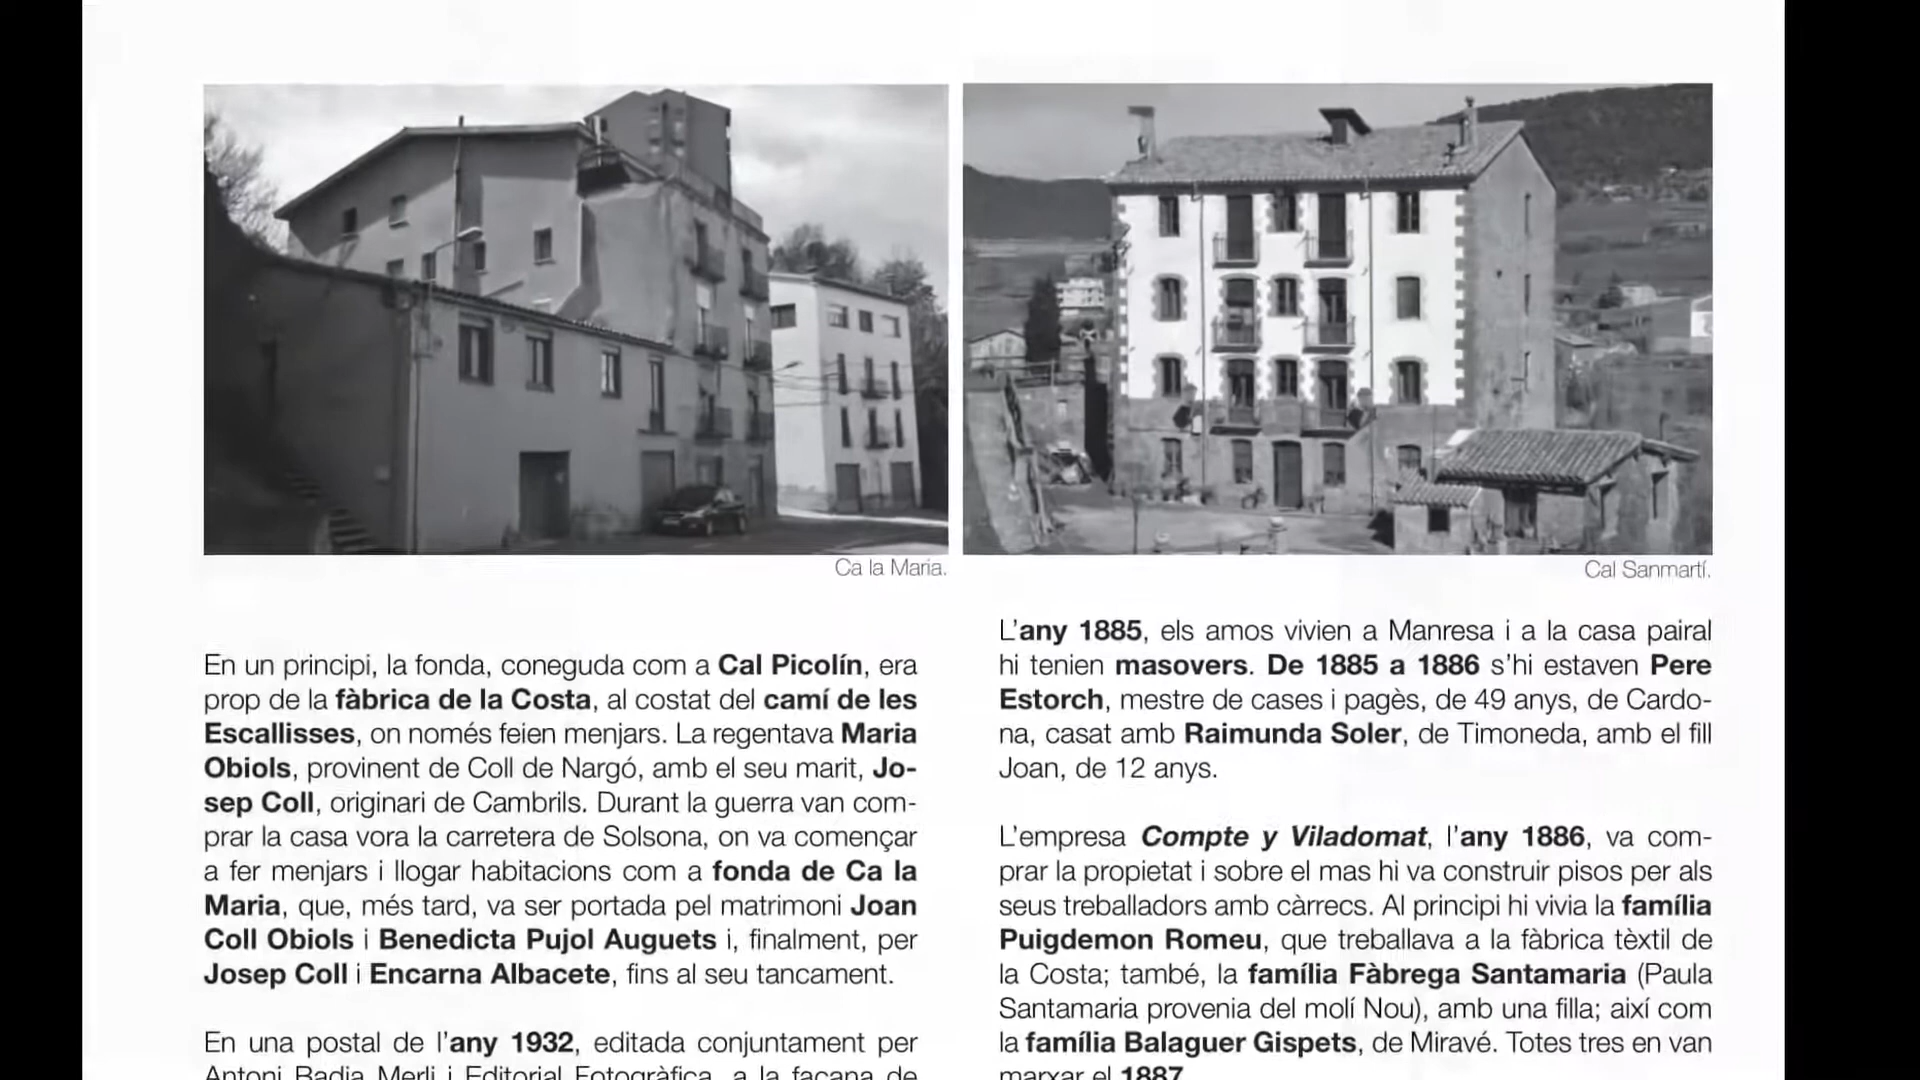 Ca la Maria.
En un principi, la fonda, coneguda com a Cal Picolín, era
prop de la fàbrica de la Costa, al costat del camí de les
Escallisses, on només feien menjars. La regentava Maria
Obiols, provinent de Coll de Nargó, amb el seu marit, Jo-
sep Coll, originari de Cambrils. Durant la guerra van com-
prar la casa vora la carretera de Solsona, on va començar
a fer menjars i llogar habitacions com a fonda de Ca la
Maria, que, més tard, va ser portada pel matrimoni Joan
Coll Obiols i Benedicta Pujol Auguets i, finalment, per
Josep Coll i Encarna Albacete, fins al seu tancament.
En una postal de l'any 1932, editada conjuntament per
Antoni Badia Merli i Editorial Fotogràfica, a la façana de
Cal Sanmartí.
L'any 1885, els amos vivien a Manresa i a la casa pairal
hi tenien masovers. De 1885 a 1886 s'hi estaven Pere
Estorch, mestre de cases i pagès, de 49 anys, de Cardo-
na, casat amb Raimunda Soler, de Timoneda, amb el fill
Joan, de 12 anys.
L'empresa Compte y Viladomat, l'any 1886, va com-
prar la propietat i sobre el mas hi va construir pisos per als
seus treballadors amb càrrecs. Al principi hi vivia la família
Puigdemon Romeu, que treballava a la fàbrica tèxtil de
la Costa; també, la família Fàbrega Santamaria (Paula
Santamaria provenia del molí Nou), amb una filla; així com
la família Balaguer Gispets, de Miravé. Totes tres en van
marxar el 1887